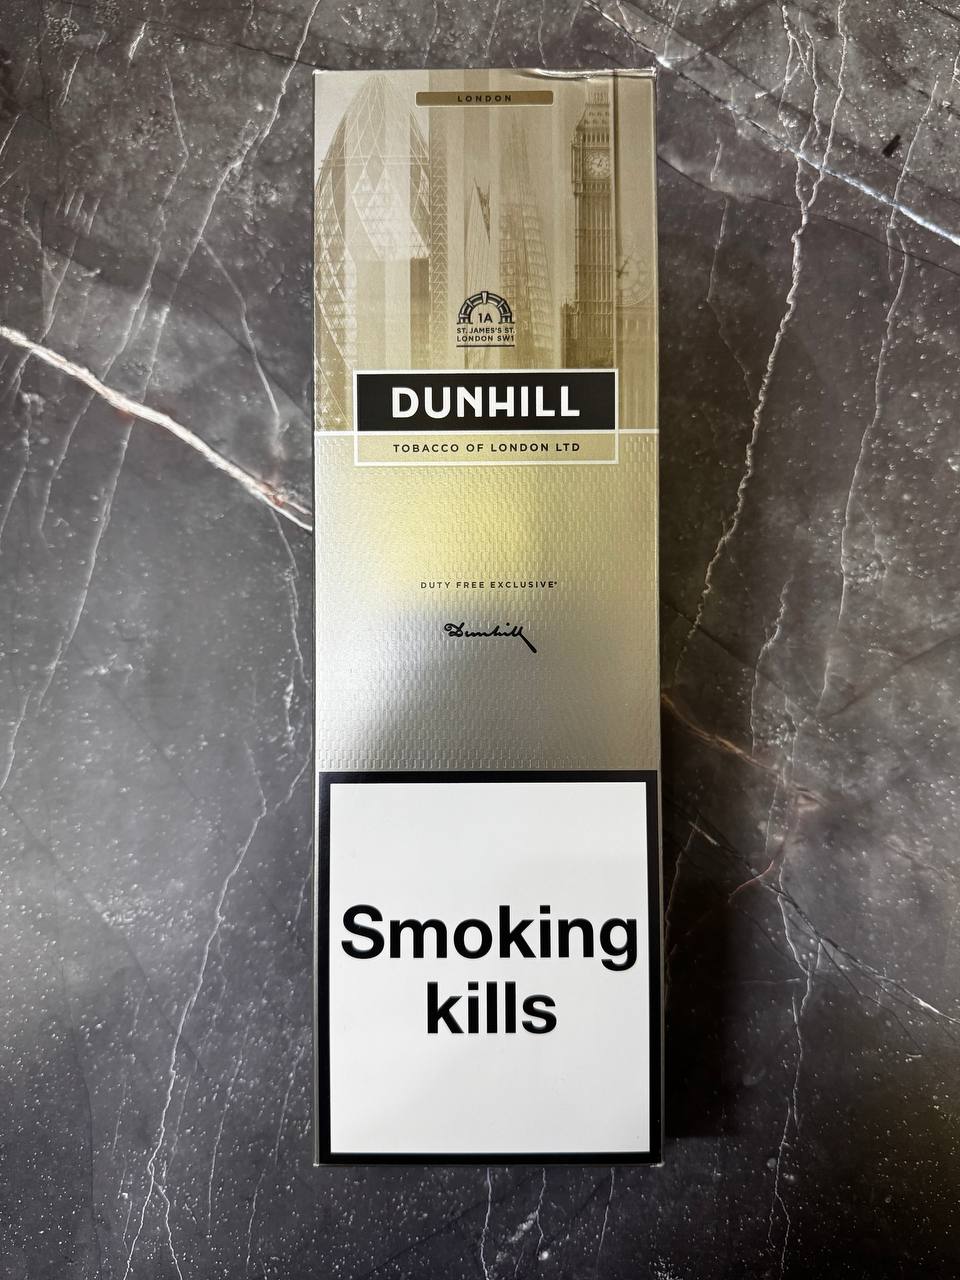 LONDON
1A
ST. JAMES'S ST.
LONDON SW1
DUNHILL
TOBACCO OF LONDON LTD
DUTY FREE EXCLUSIVE*
Dunhill
Smoking
kills